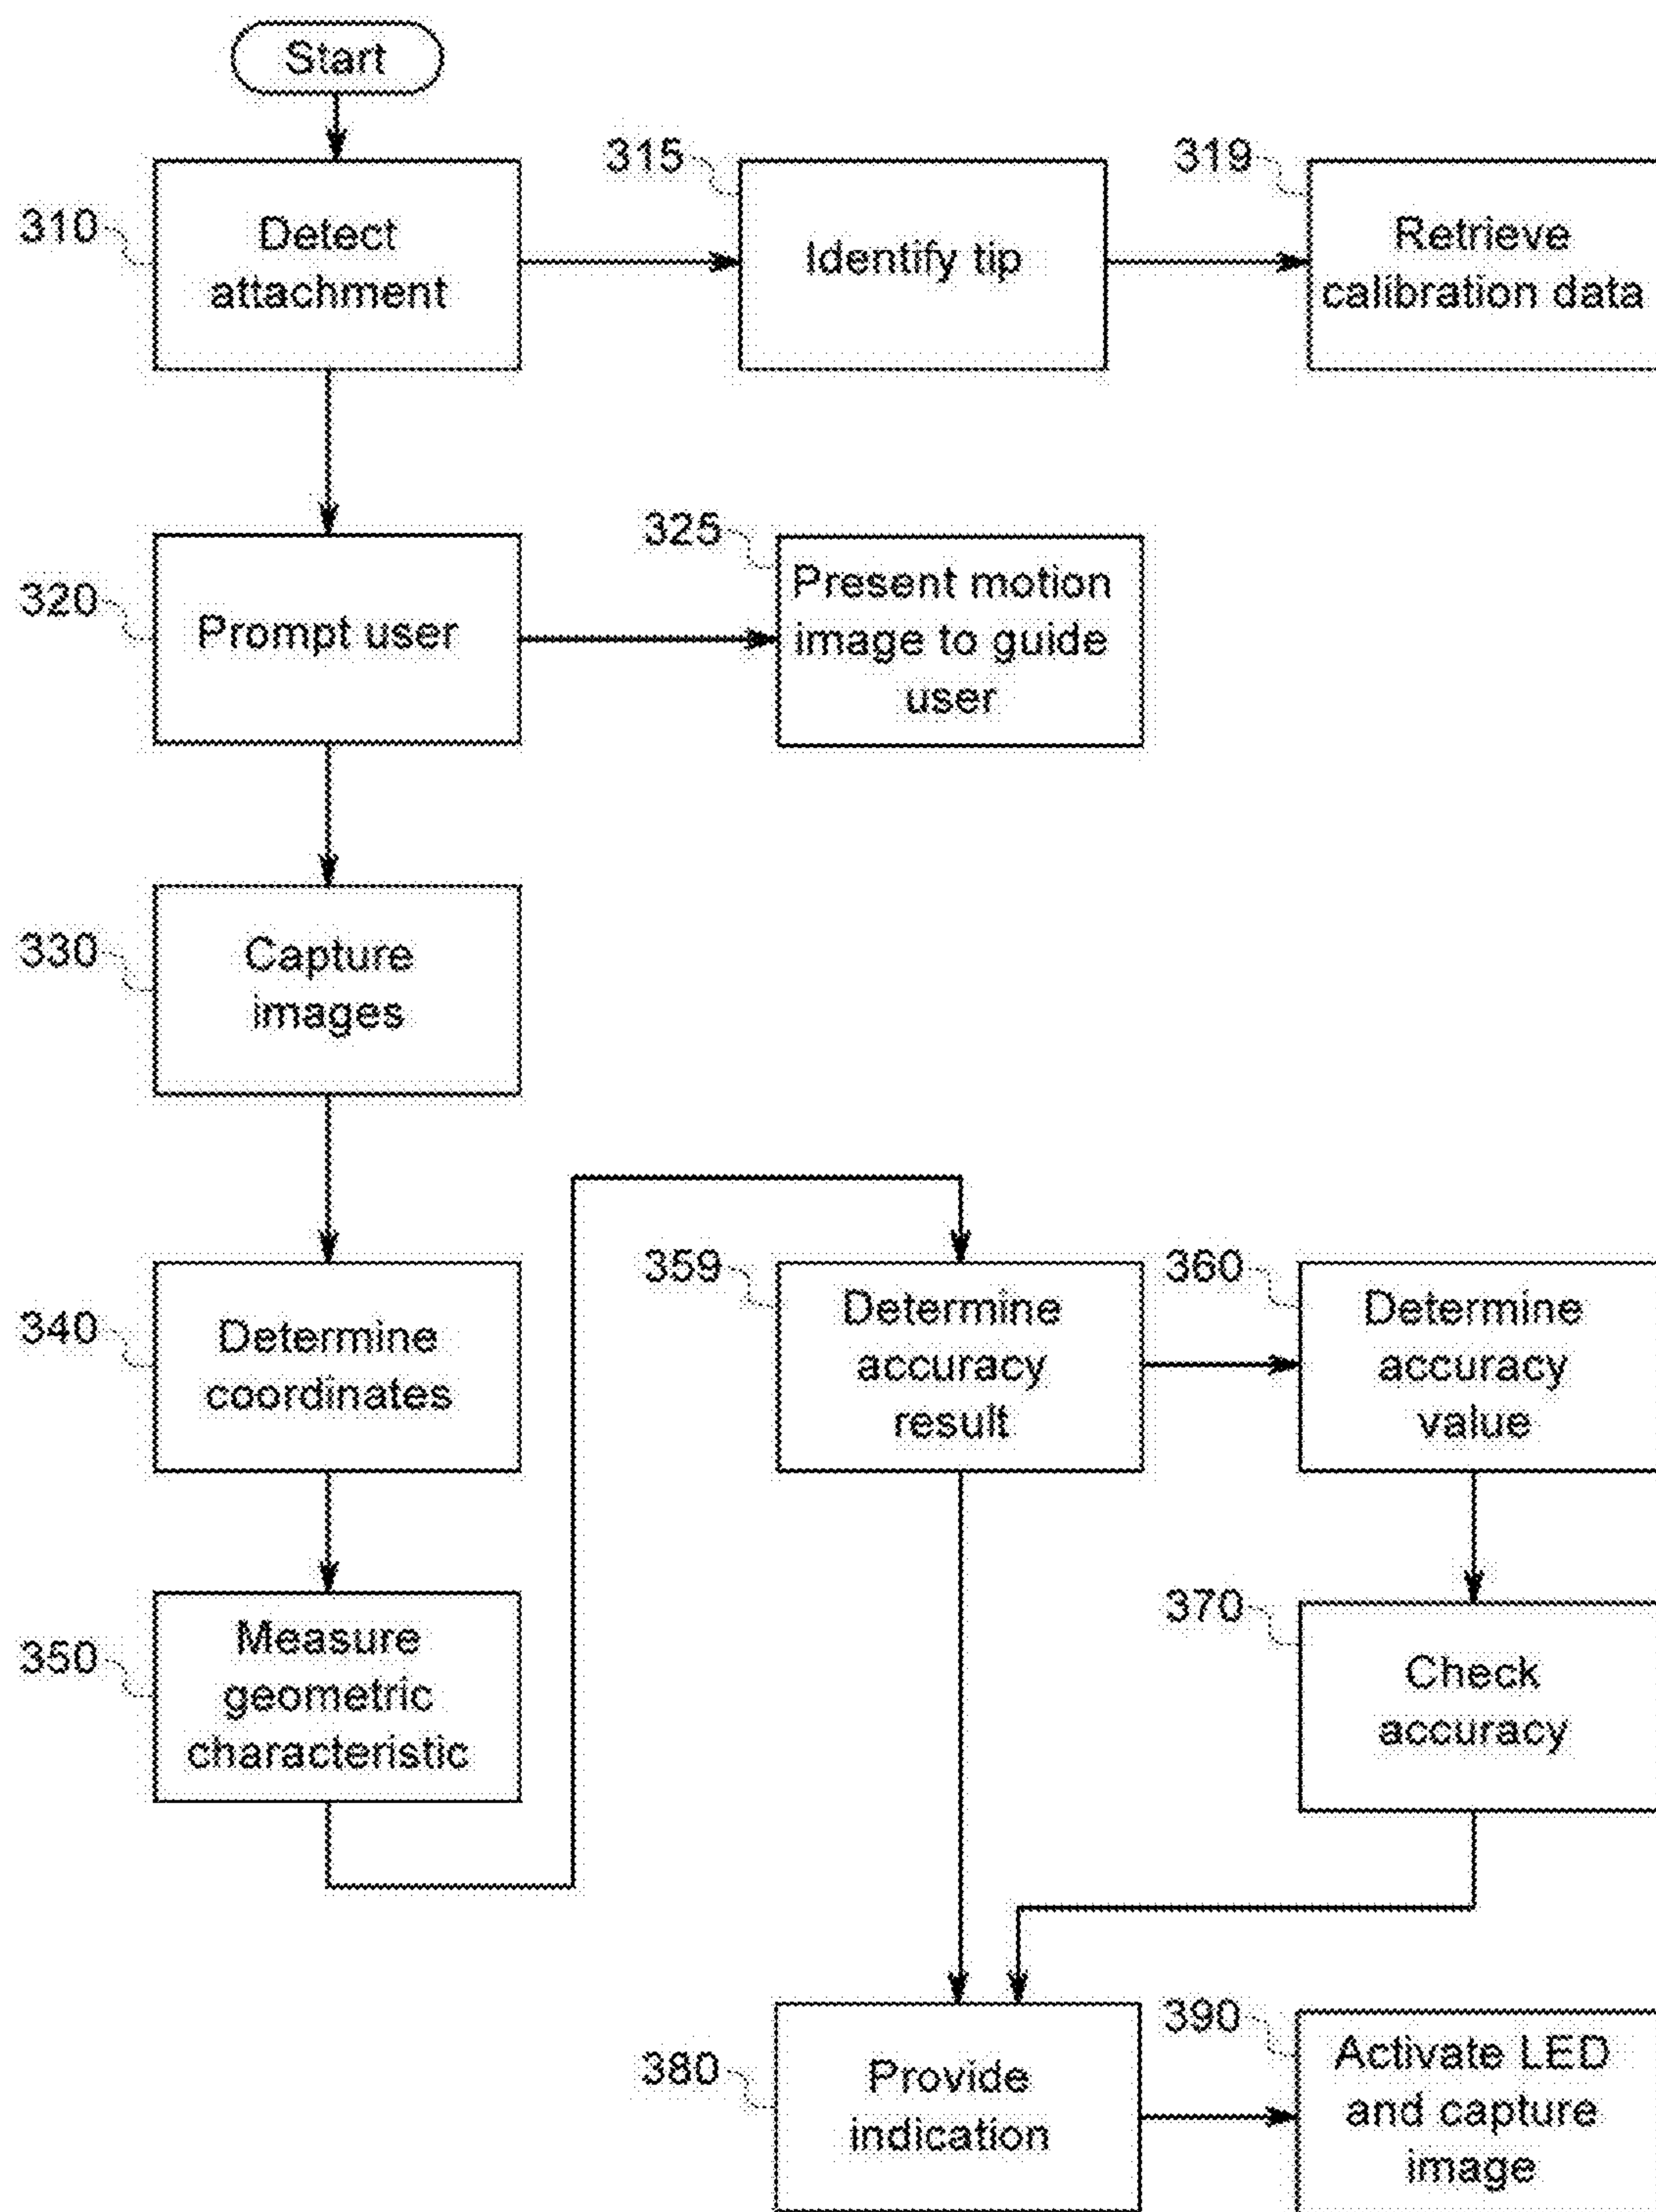 Start
310
Detect
attachment
315
Identify tip
319
Retrieve
calibration data
320
Prompt user
325
Present motion
image to guide
user
330
Capture
images
340
Determine
coordinates
350
Measure
geometric
characteristic
359
Determine
accuracy
result
360
Determine
accuracy
value
370
Check
accuracy
380
Provide
indication
390
Activate LED
and capture
image